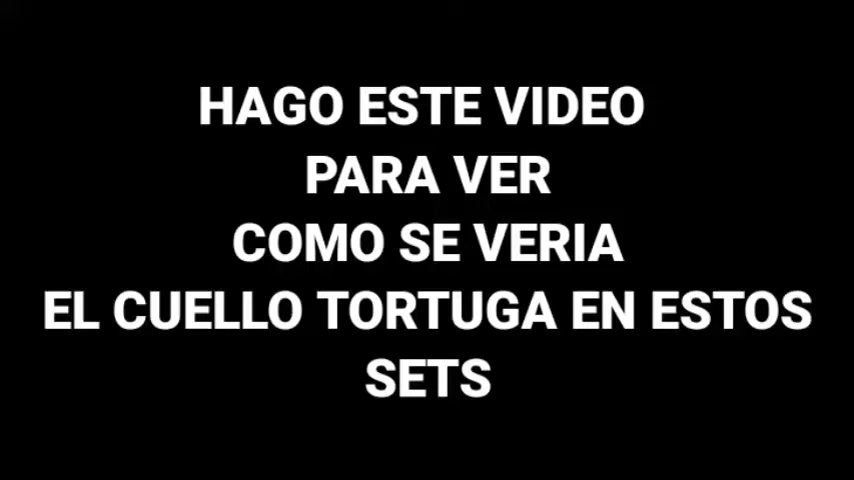 HAGO ESTE VIDEO
PARA VER
COMO SE VERIA
EL CUELLO TORTUGA EN ESTOS
SETS